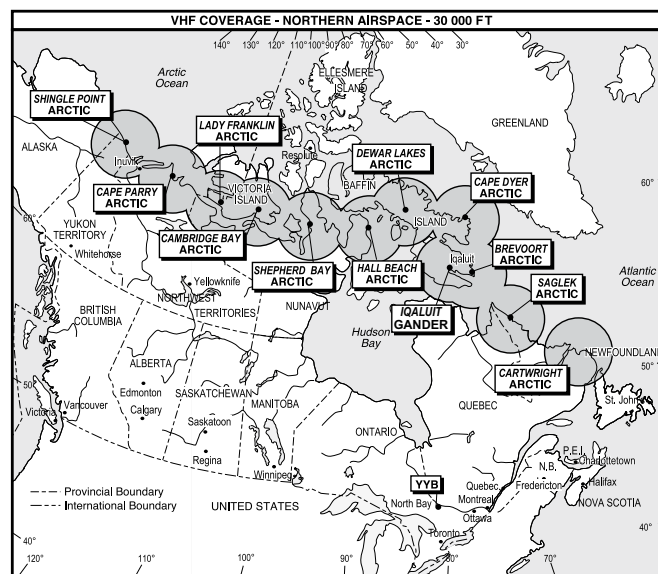 VHF COVERAGE - NORTHERN AIRSPACE - 30 000 FT
140° 130° 120° 110° 100° 90° 80° 70° 60° 50° 40° 30°
Arctic
Ocean
ELLESMERE
ISLAND
SHINGLE POINT
ARCTIC
LADY FRANKLIN
ARCTIC
GREENLAND
ALASKA
Inuvik
Resolute
DEWAR LAKES
ARCTIC
CAPE PARRY
ARCTIC
VICTORIA
ISLAND
BAFFIN
ISLAND
CAPE DYER
ARCTIC
60°
60°
YUKON
TERRITORY
Whitehorse
CAMBRIDGE BAY
ARCTIC
SHEPHERD BAY
ARCTIC
HALL BEACH
ARCTIC
Iqaluit
BREVOORT
ARCTIC
Atlantic
Ocean
Yellowknife
NORTHWEST
TERRITORIES
NUNAVUT
IQALUIT
GANDER
SAGLEK
ARCTIC
BRITISH
COLUMBIA
Hudson
Bay
ALBERTA
NEWFOUNDLAND
CARTWRIGHT
ARCTIC
50°
50°
Edmonton
SASKATCHEWAN
MANITOBA
QUEBEC
St. John's
Victoria
Vancouver
Calgary
Saskatoon
ONTARIO
Regina
Winnipeg
P.E.I.
Charlottetown
N.B.
YYB
Provincial Boundary
International Boundary
UNITED STATES
North Bay
Quebec
Montreal
Fredericton
Halifax
NOVA SCOTIA
Ottawa
Toronto
40°
40°
120°
110°
100°
90°
80°
70°